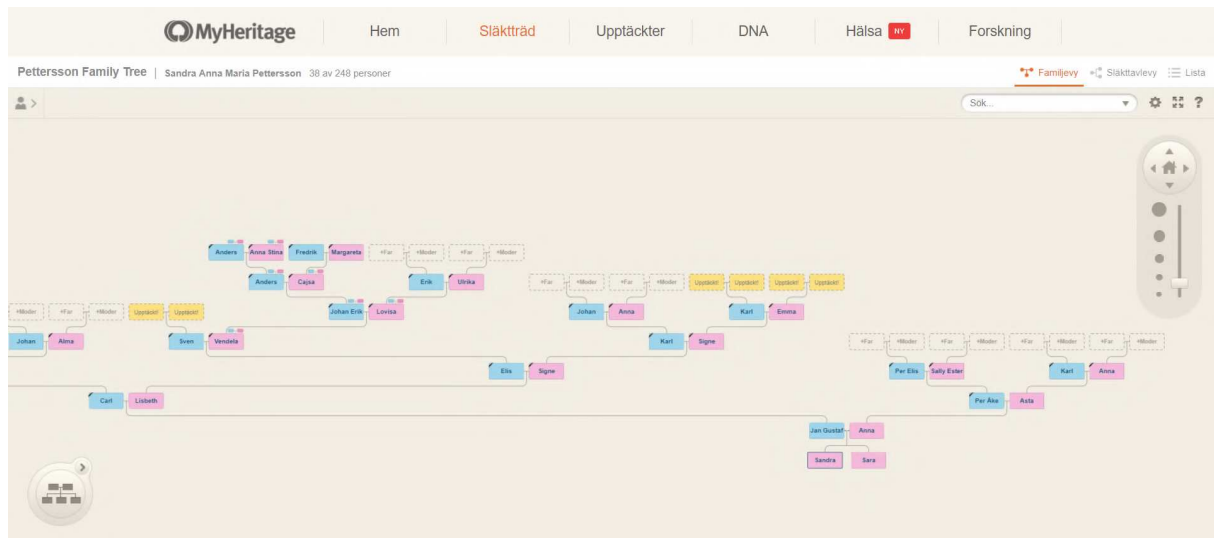 MyHeritage Hem Släktträd Upptäckter DNA Hälsa NY Forskning
Pettersson Family Tree | Sandra Anna Maria Pettersson 38 av 248 personer Familjevy Släkttavlevy Lista
Sök... ?
Anders Anna Stina Fredrik Margareta +Far +Moder +Far +Moder
Anders Cajsa Erik Ulrika +Far +Moder +Far +Moder Upptäckt! Upptäckt! Upptäckt! Upptäckt!
+Moder +Far +Moder Upptäckt! Upptäckt! Johan Erik Lovisa Johan Anna Karl Emma
Johan Alma Sven Vendela Karl Signe +Far +Moder +Far +Moder +Far +Moder +Far +Moder
Elis Signe Per Elis Sally Ester Karl Anna
Carl Lisbeth Per Åke Asta
Jan Gustaf Anna
Sandra Sara